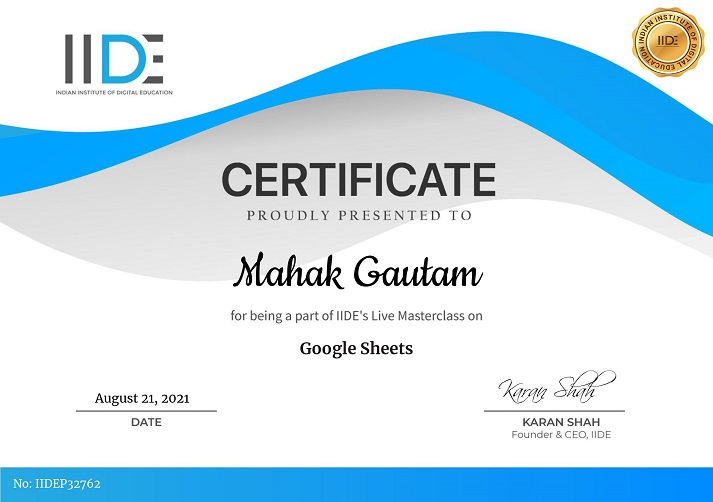 IIDE
INDIAN INSTITUTE OF DIGITAL EDUCATION
INDIAN INSTITUTE OF DIGITAL EDUCATION
IIDE
CERTIFICATE
PROUDLY PRESENTED TO
Mahak Gautam
for being a part of IIDE's Live Masterclass on
Google Sheets
August 21, 2021
DATE
Karan Shah
KARAN SHAH
Founder & CEO, IIDE
No: IIDEP32762